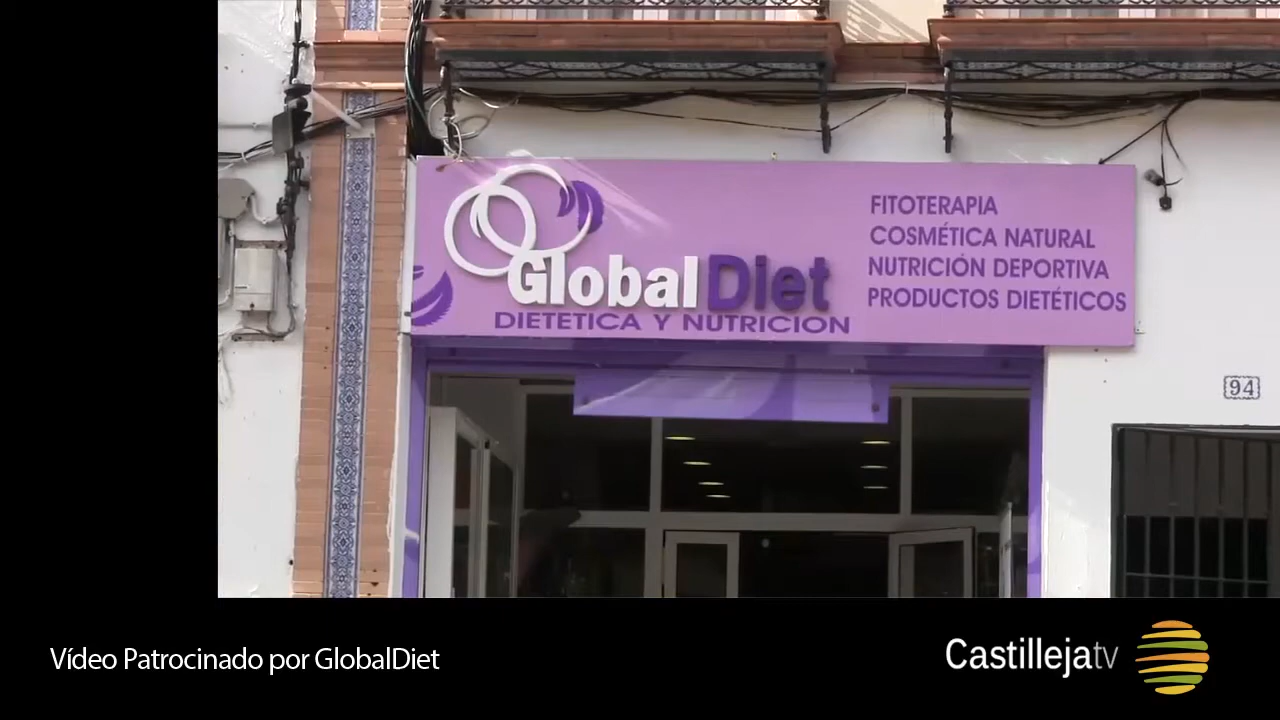 GlobalDiet
DIETETICA Y NUTRICION
FITOTERAPIA
COSMÉTICA NATURAL
NUTRICIÓN DEPORTIVA
PRODUCTOS DIETÉTICOS
94
Vídeo Patrocinado por GlobalDiet
Castillejatv